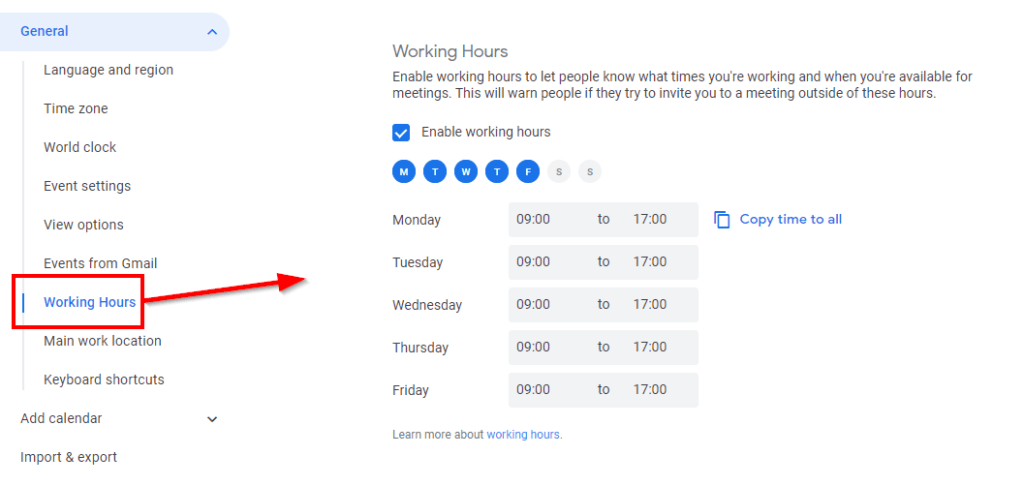 General
Language and region
Time zone
World clock
Event settings
View options
Events from Gmail
Working Hours
Main work location
Keyboard shortcuts
Add calendar
Import & export
Working Hours
Enable working hours to let people know what times you're working and when you're available for
meetings. This will warn people if they try to invite you to a meeting outside of these hours.
Enable working hours
M T W T F S S
Monday 09:00 to 17:00 Copy time to all
Tuesday 09:00 to 17:00
Wednesday 09:00 to 17:00
Thursday 09:00 to 17:00
Friday 09:00 to 17:00
Learn more about working hours.